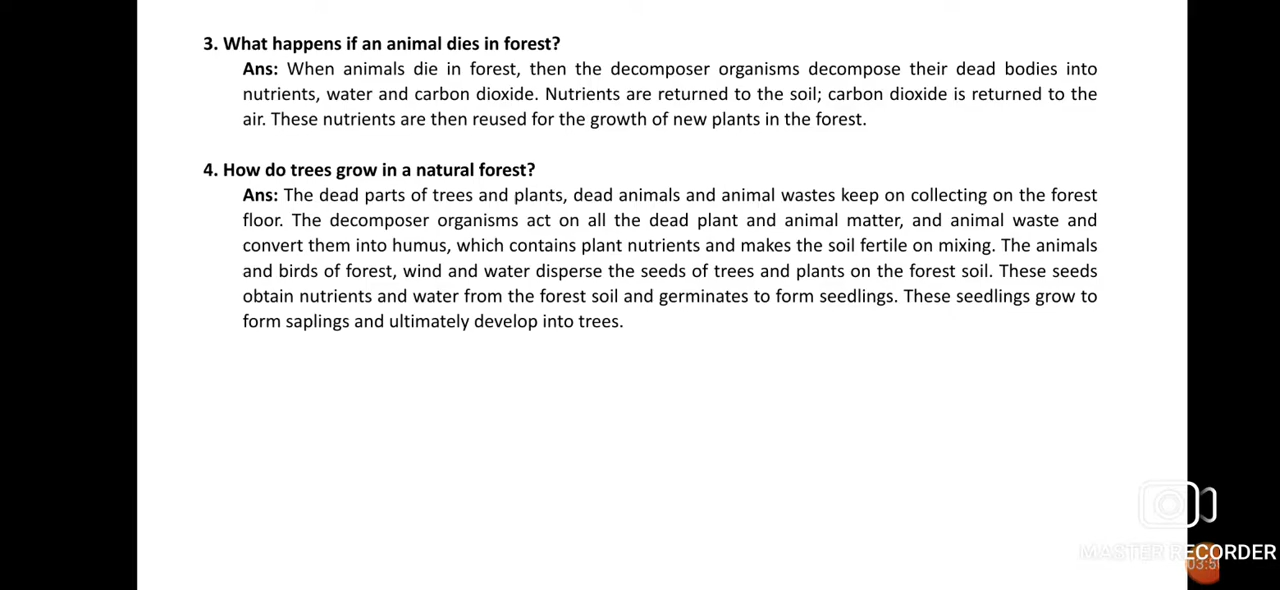 3. What happens if an animal dies in forest?
Ans: When animals die in forest, then the decomposer organisms decompose their dead bodies into
nutrients, water and carbon dioxide. Nutrients are returned to the soil; carbon dioxide is returned to the
air. These nutrients are then reused for the growth of new plants in the forest.
4. How do trees grow in a natural forest?
Ans: The dead parts of trees and plants, dead animals and animal wastes keep on collecting on the forest
floor. The decomposer organisms act on all the dead plant and animal matter, and animal waste and
convert them into humus, which contains plant nutrients and makes the soil fertile on mixing. The animals
and birds of forest, wind and water disperse the seeds of trees and plants on the forest soil. These seeds
obtain nutrients and water from the forest soil and germinates to form seedlings. These seedlings grow to
form saplings and ultimately develop into trees.
MASTER RECORDER